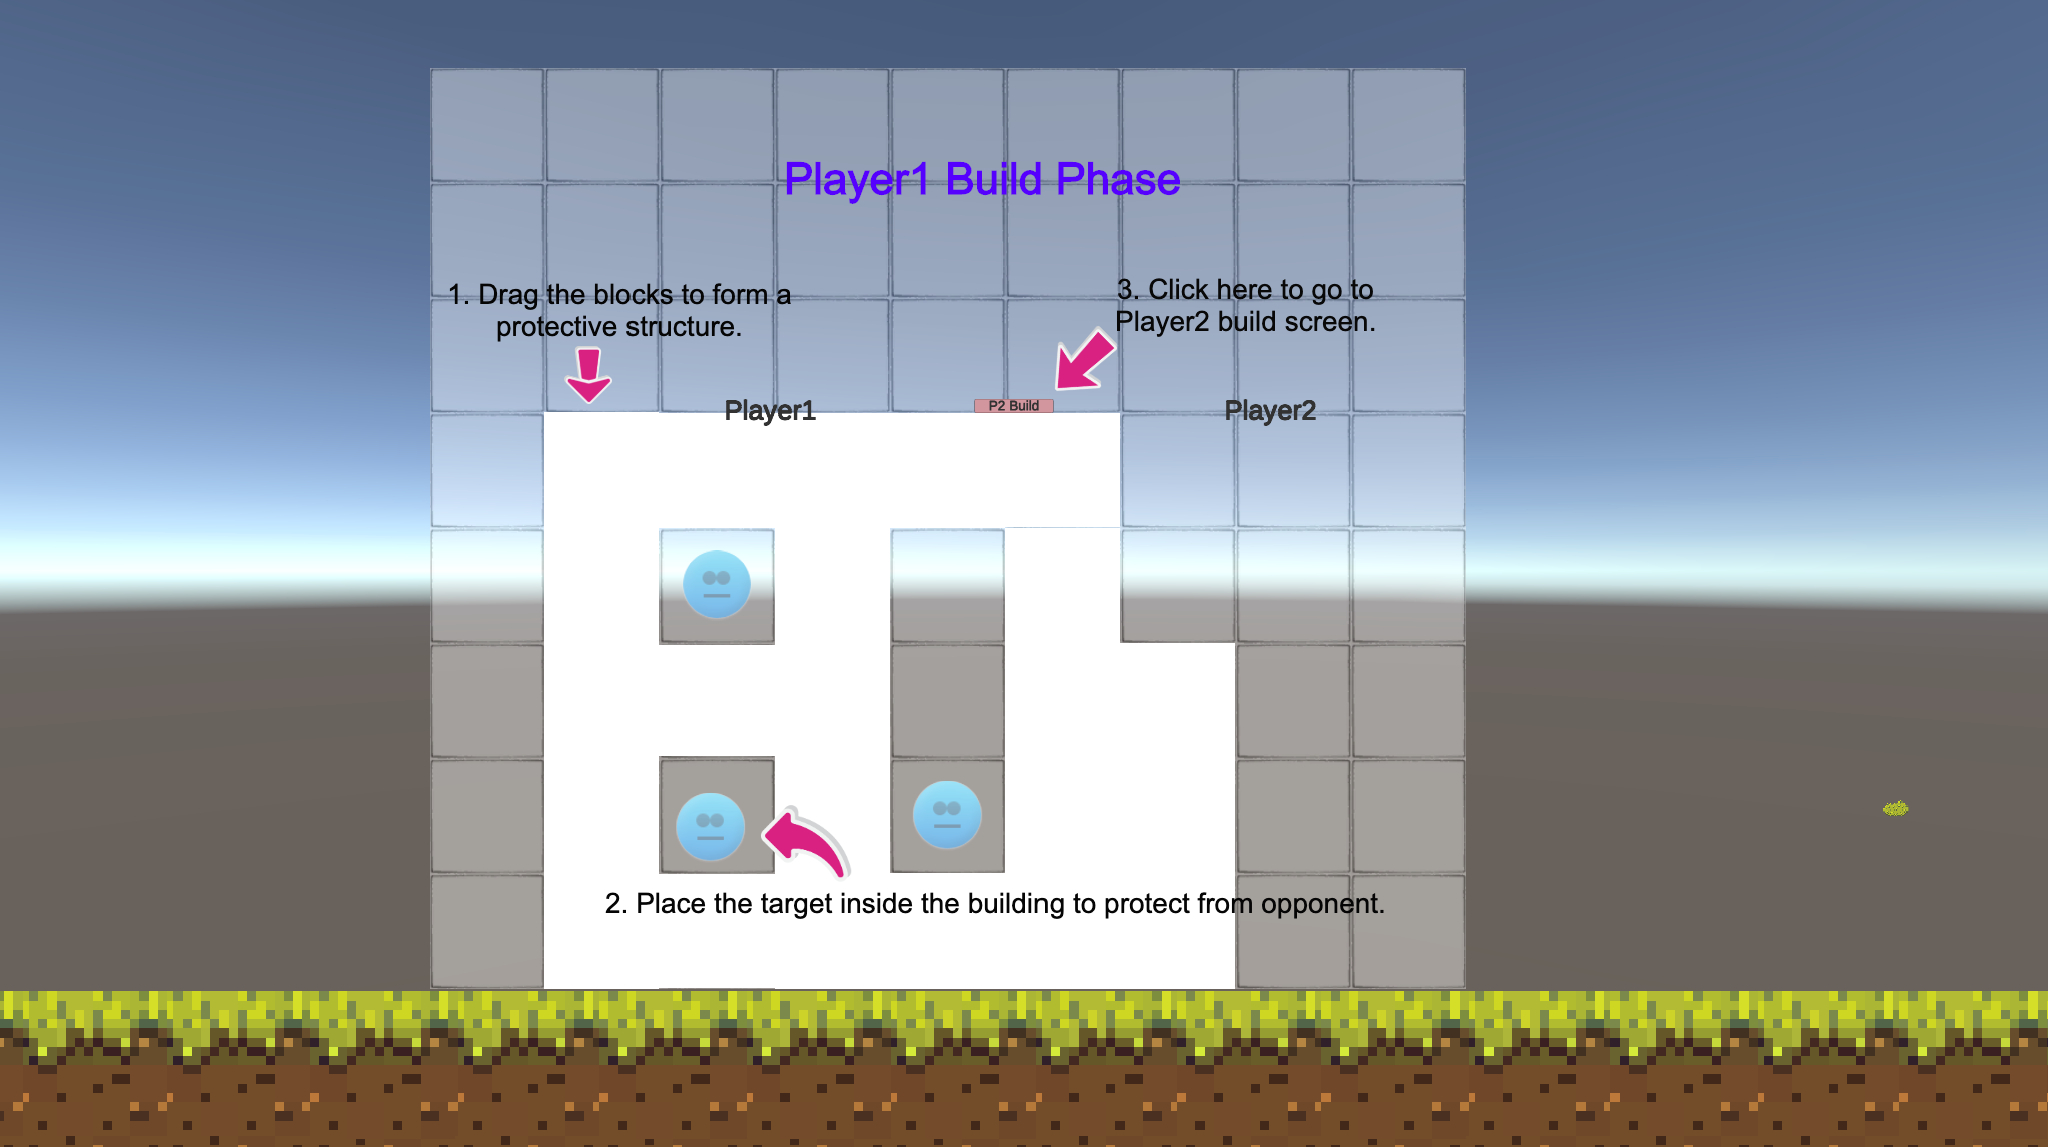 Player1 Build Phase
1. Drag the blocks to form a
protective structure.
3. Click here to go to
Player2 build screen.
Player1
P2 Build
Player2
2. Place the target inside the building to protect from opponent.